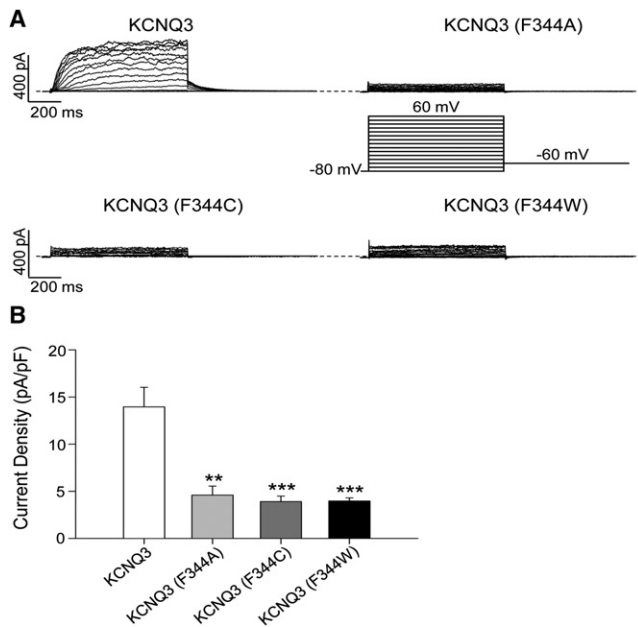 A
KCNQ3
KCNQ3 (F344A)
400 pA
200 ms
60 mV
-80 mV
-60 mV
KCNQ3 (F344C)
KCNQ3 (F344W)
400 pA
200 ms
B
Current Density (pA/pF)
20
15
10
5
0
**
***
***
KCNQ3
KCNQ3 (F344A)
KCNQ3 (F344C)
KCNQ3 (F344W)